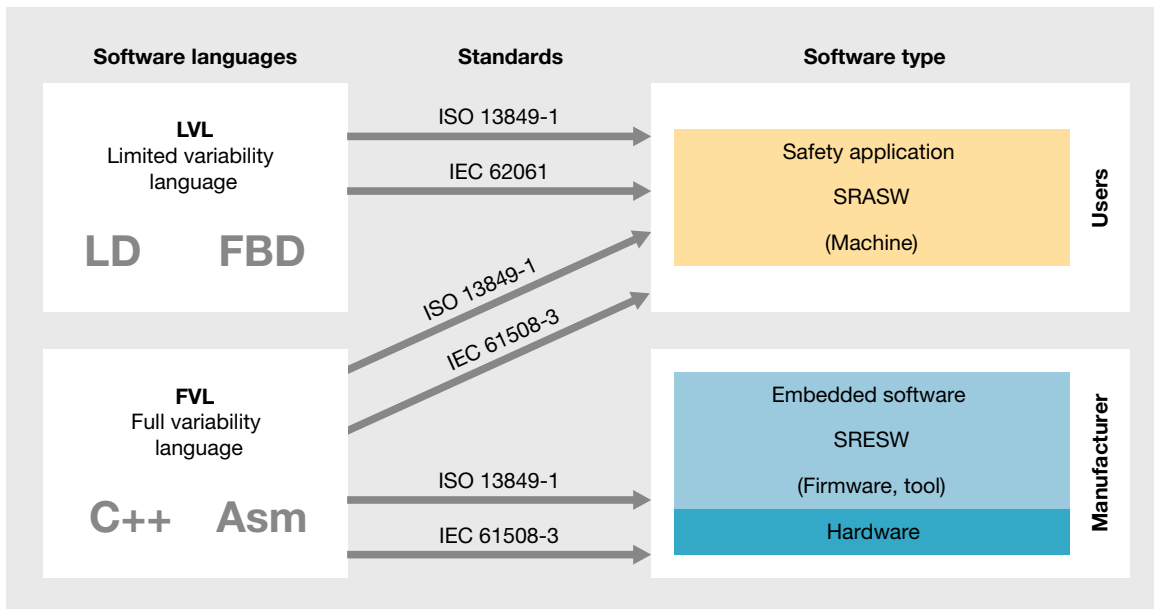 Software languages
Standards
Software type
LVL
Limited variability
language
LD
FBD
ISO 13849-1
IEC 62061
Safety application
SRASW
(Machine)
Users
ISO 13849-1
IEC 61508-3
FVL
Full variability
language
C++
Asm
ISO 13849-1
IEC 61508-3
Embedded software
SRESW
(Firmware, tool)
Hardware
Manufacturer